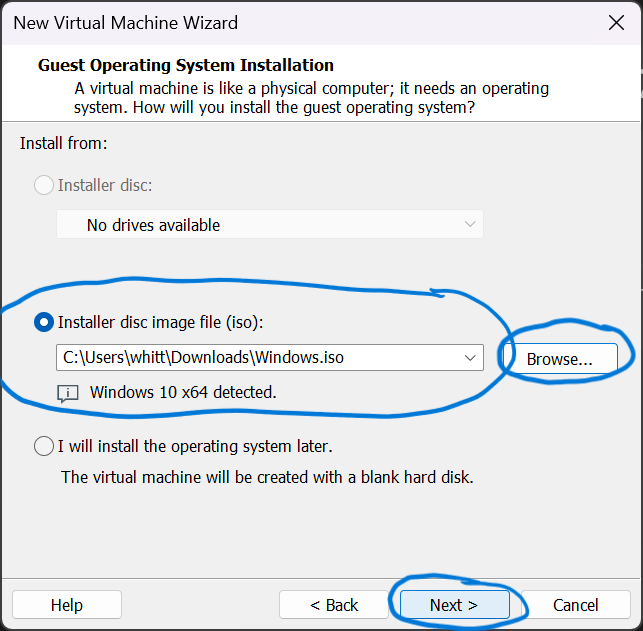 New Virtual Machine Wizard
Guest Operating System Installation
A virtual machine is like a physical computer; it needs an operating
system. How will you install the guest operating system?
Install from:
Installer disc:
No drives available
Installer disc image file (iso):
C:\Users\whitt\Downloads\Windows.iso
Browse...
Windows 10 x64 detected.
I will install the operating system later.
The virtual machine will be created with a blank hard disk.
Help
< Back
Next >
Cancel